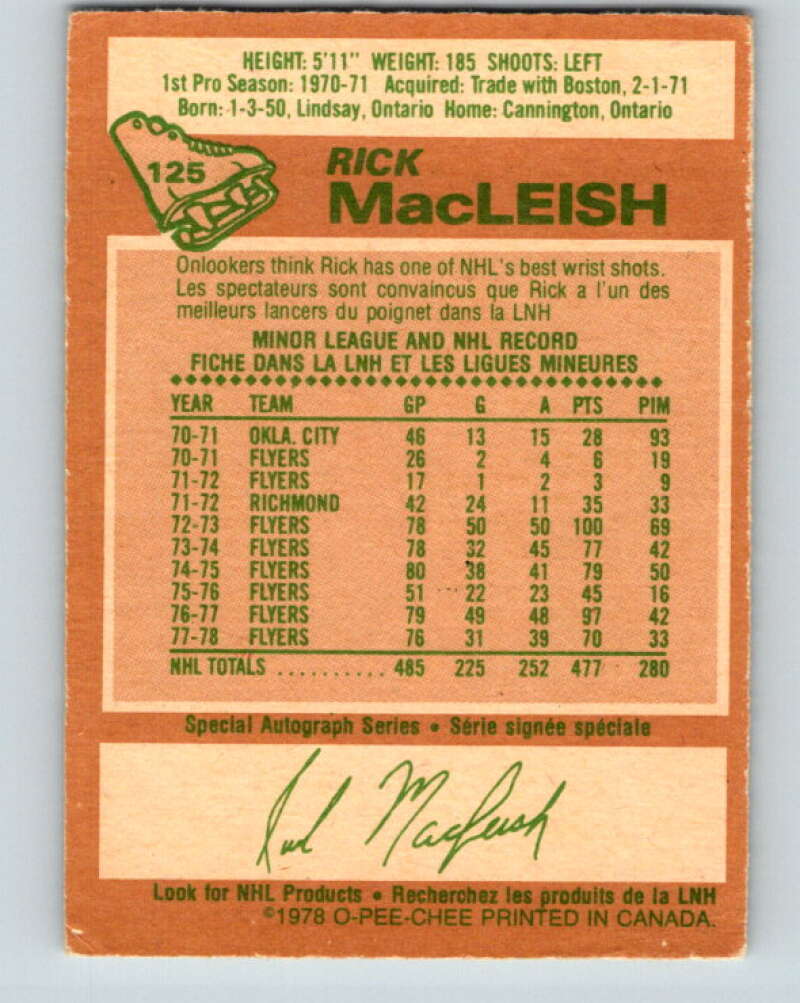 HEIGHT: 5'11" WEIGHT: 185 SHOOTS: LEFT
1st Pro Season: 1970-71 Acquired: Trade with Boston, 2-1-71
Born: 1-3-50, Lindsay, Ontario Home: Cannington, Ontario
125
RICK
MacLEISH
Onlookers think Rick has one of NHL's best wrist shots.
Les spectateurs sont convaincus que Rick a l'un des
meilleurs lancers du poignet dans la LNH
MINOR LEAGUE AND NHL RECORD
FICHE DANS LA LNH ET LES LIGUES MINEURES
YEAR TEAM GP G A PTS PIM
70-71 OKLA. CITY 46 13 15 28 93
70-71 FLYERS 26 2 4 6 19
71-72 FLYERS 17 1 2 3 9
71-72 RICHMOND 42 24 11 35 33
72-73 FLYERS 78 50 50 100 69
73-74 FLYERS 78 32 45 77 42
74-75 FLYERS 80 38 41 79 50
75-76 FLYERS 51 22 23 45 16
76-77 FLYERS 79 49 48 97 42
77-78 FLYERS 76 31 39 70 33
NHL TOTALS .......... 485 225 252 477 280
Special Autograph Series • Série signée spéciale
Rick MacLeish
Look for NHL Products • Recherchez les produits de la LNH
©1978 O-PEE-CHEE PRINTED IN CANADA.